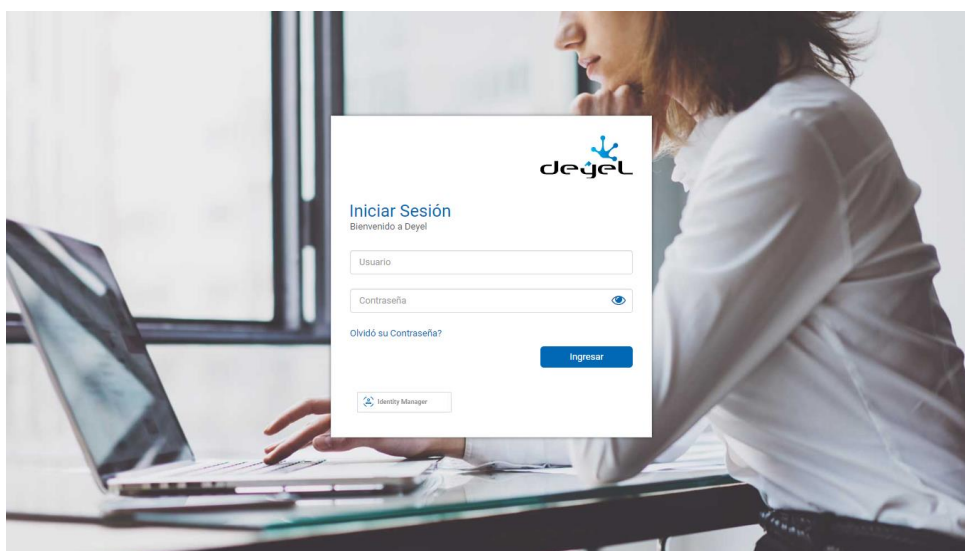 deyel
Iniciar Sesión
Bienvenido a Deyel
Usuario
Contraseña
Olvidó su Contraseña?
Ingresar
Identity Manager